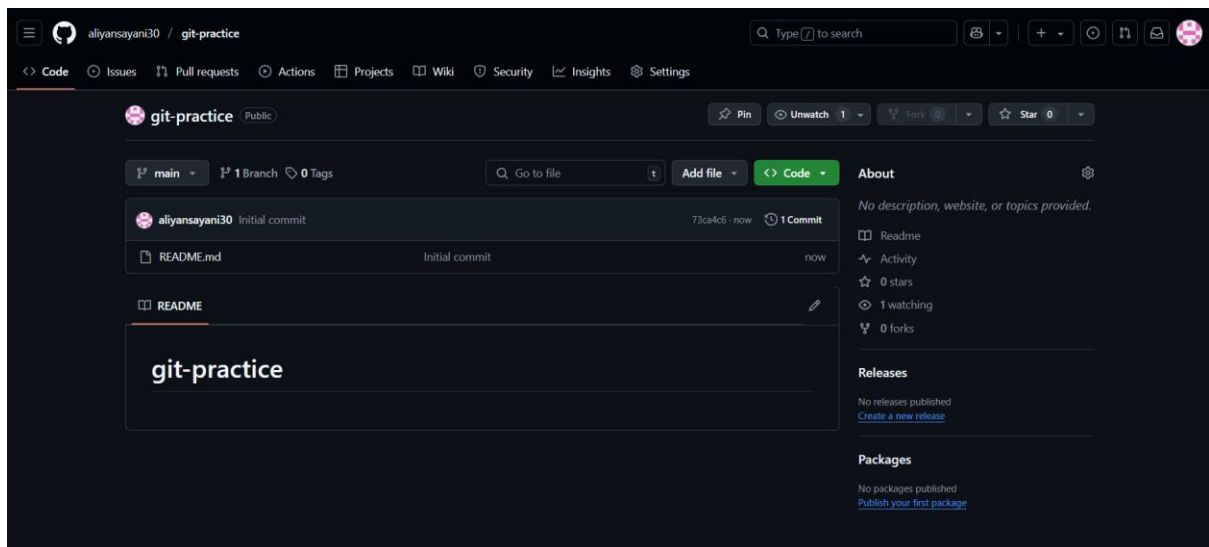 aliyansayani30 / git-practice
Type / to search
Code Issues Pull requests Actions Projects Wiki Security Insights Settings
git-practice Public
Pin Unwatch 1 Fork 0 Star 0
main 1 Branch 0 Tags Go to file t Add file Code
aliyansayani30 Initial commit 73ca4c6 · now 1 Commit
README.md Initial commit now
README
git-practice
About
No description, website, or topics provided.
Readme
Activity
0 stars
1 watching
0 forks
Releases
No releases published
Create a new release
Packages
No packages published
Publish your first package